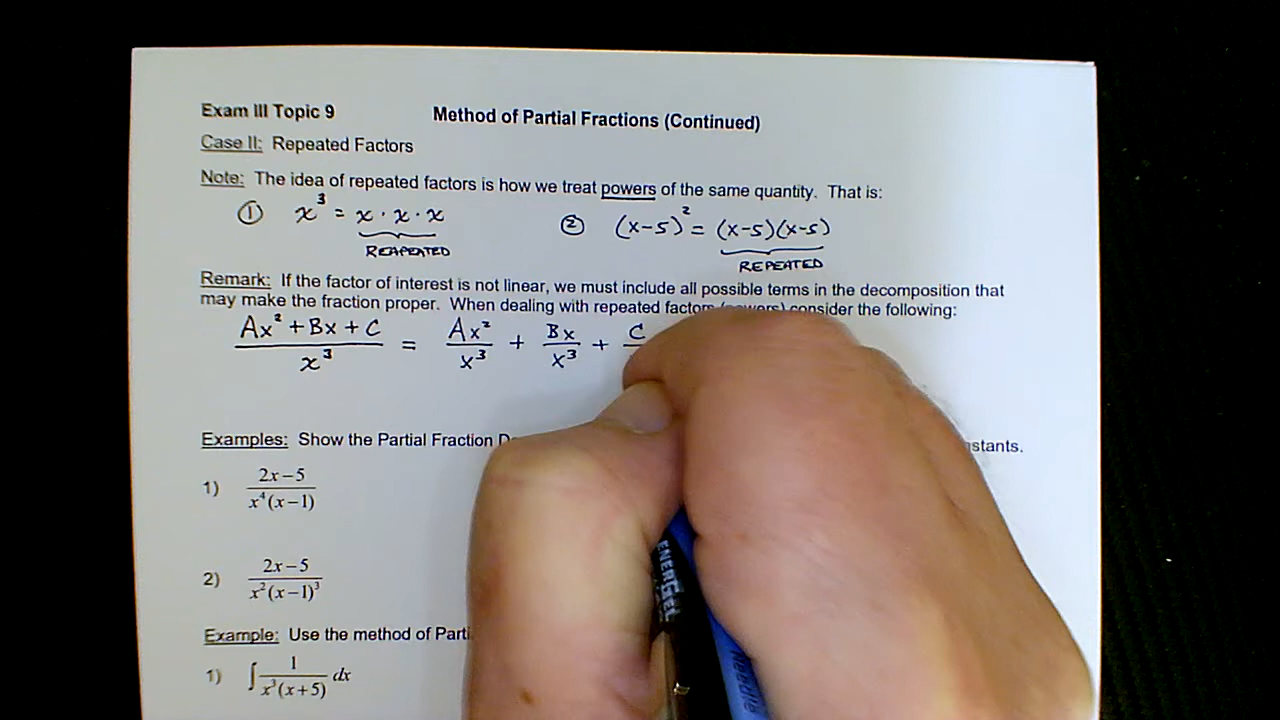 Exam III Topic 9 Method of Partial Fractions (Continued)
Case II: Repeated Factors
Note: The idea of repeated factors is how we treat powers of the same quantity. That is:
① x³ = x · x · x ② (x-5)² = (x-5)(x-5)
REAPEATED REPEATED
Remark: If the factor of interest is not linear, we must include all possible terms in the decomposition that
may make the fraction proper. When dealing with repeated factors consider the following:
(Ax² + Bx + C)/x³ = Ax²/x³ + Bx/x³ + C
Examples: Show the Partial Fraction
1) (2x-5)/(x⁴(x-1))
2) (2x-5)/(x²(x-1)³)
Example: Use the method of
1) ∫ 1/(x³(x+5)) dx
ENERGEL
Needle